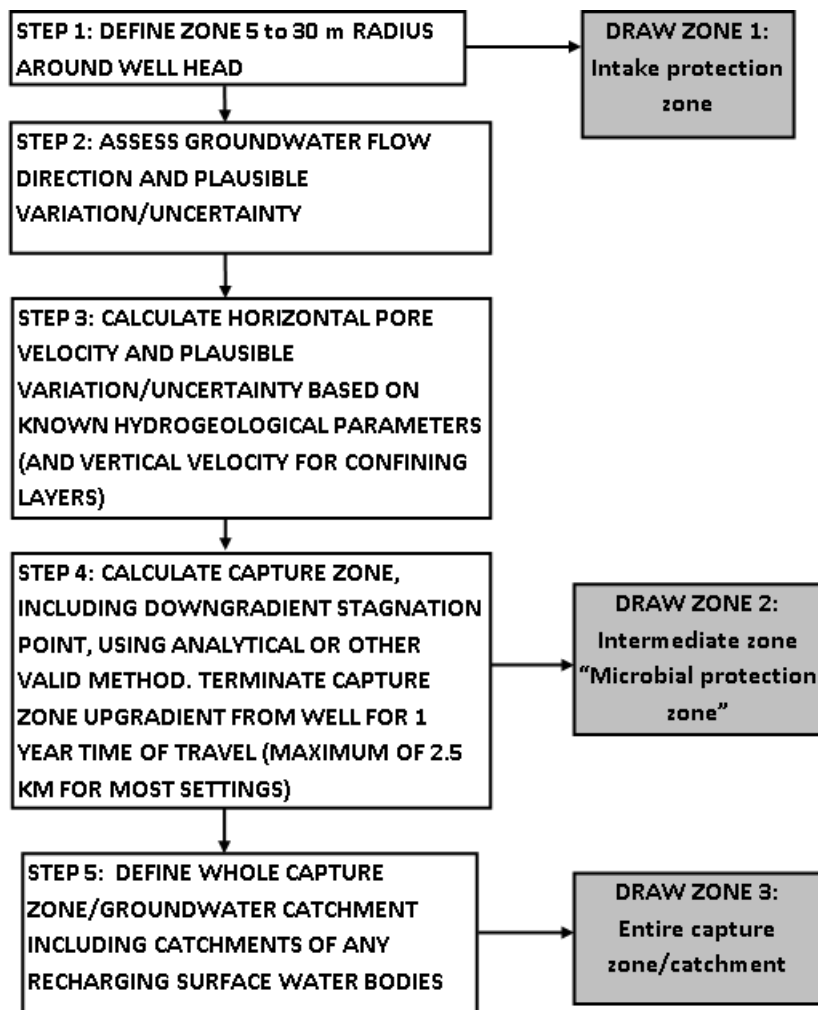 STEP 1: DEFINE ZONE 5 to 30 m RADIUS
AROUND WELL HEAD
DRAW ZONE 1:
Intake protection
zone
STEP 2: ASSESS GROUNDWATER FLOW
DIRECTION AND PLAUSIBLE
VARIATION/UNCERTAINTY
STEP 3: CALCULATE HORIZONTAL PORE
VELOCITY AND PLAUSIBLE
VARIATION/UNCERTAINTY BASED ON
KNOWN HYDROGEOLOGICAL PARAMETERS
(AND VERTICAL VELOCITY FOR CONFINING
LAYERS)
STEP 4: CALCULATE CAPTURE ZONE,
INCLUDING DOWNGRADIENT STAGNATION
POINT, USING ANALYTICAL OR OTHER
VALID METHOD. TERMINATE CAPTURE
ZONE UPGRADIENT FROM WELL FOR 1
YEAR TIME OF TRAVEL (MAXIMUM OF 2.5
KM FOR MOST SETTINGS)
DRAW ZONE 2:
Intermediate zone
“Microbial protection
zone”
STEP 5: DEFINE WHOLE CAPTURE
ZONE/GROUNDWATER CATCHMENT
INCLUDING CATCHMENTS OF ANY
RECHARGING SURFACE WATER BODIES
DRAW ZONE 3:
Entire capture
zone/catchment